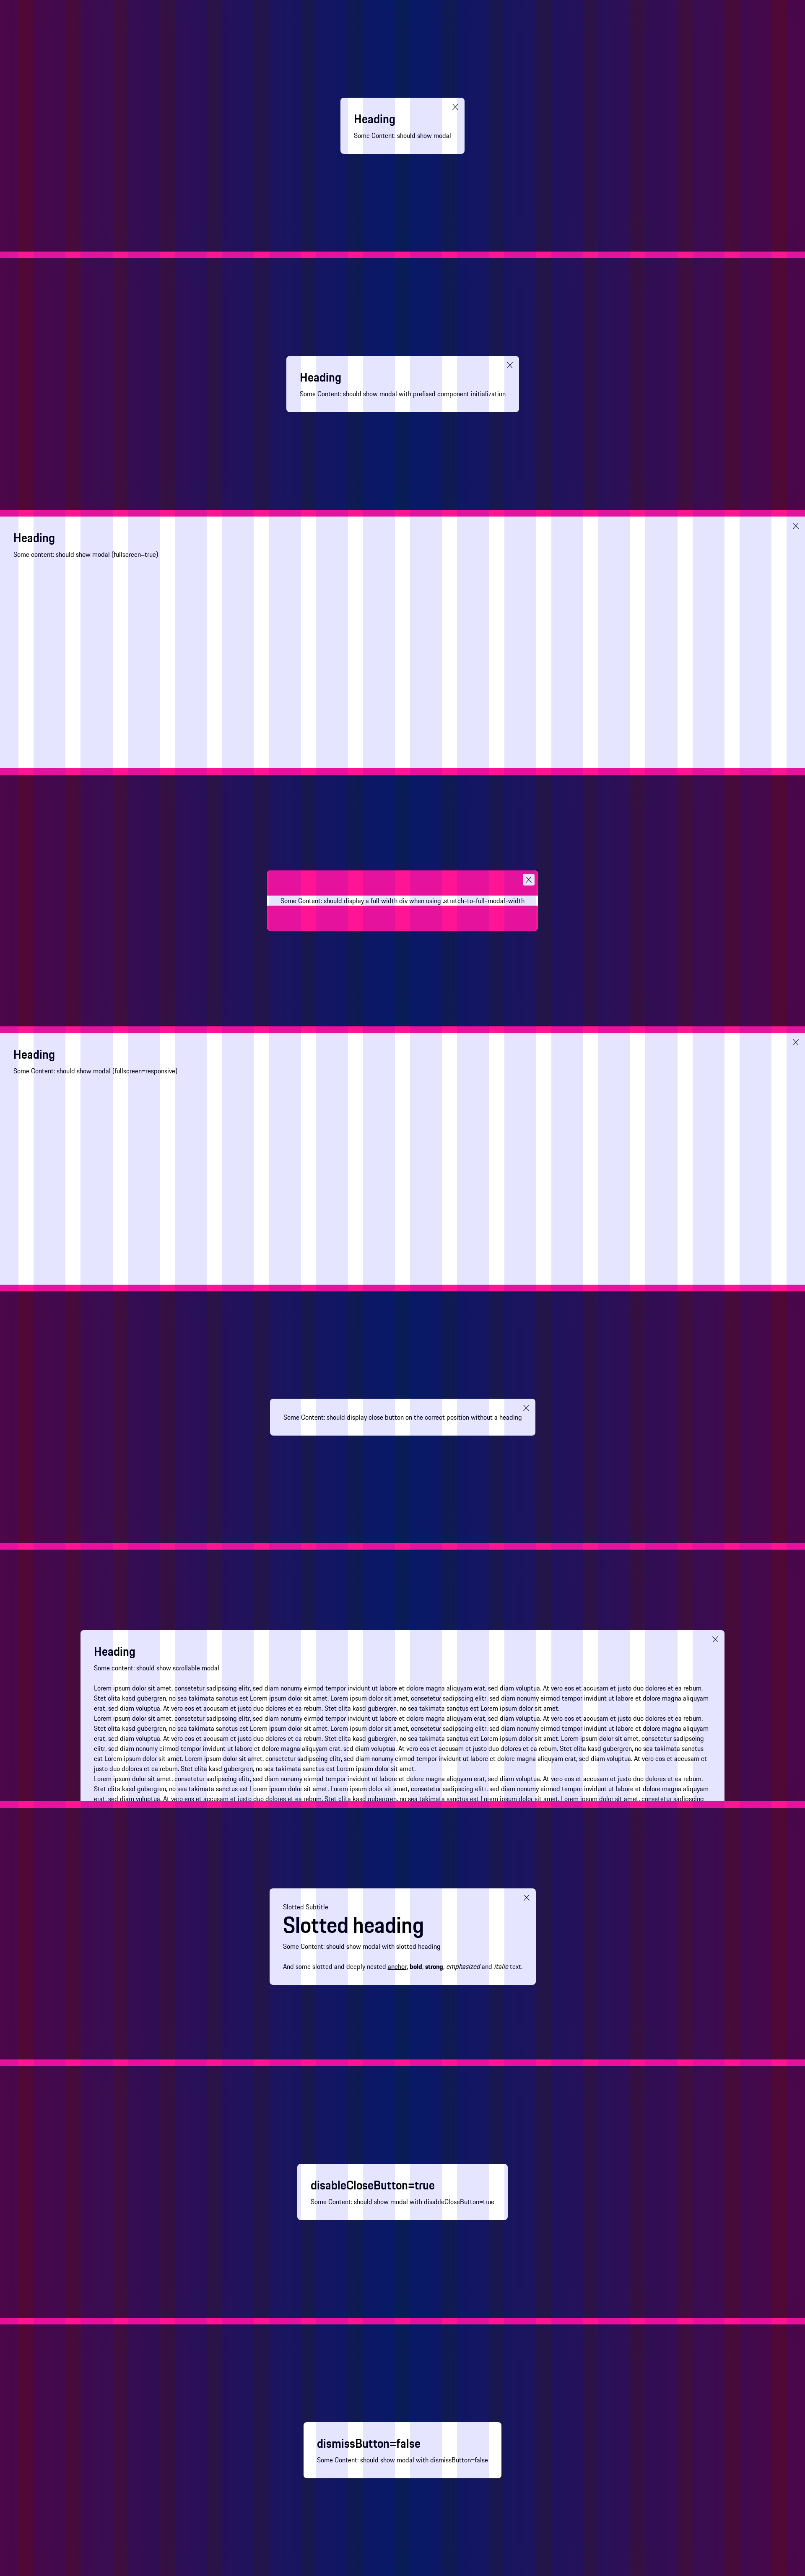 Heading
Some Content: should show modal
Heading
Some Content: should show modal with prefixed component initialization
Heading
Some content: should show modal (fullscreen=true)
Some Content: should display a full width div when using .stretch-to-full-modal-width
Heading
Some Content: should show modal (fullscreen=responsive)
Some Content: should display close button on the correct position without a heading
Heading
Some content: should show scrollable modal
Lorem ipsum dolor sit amet, consetetur sadipscing elitr, sed diam nonumy eirmod tempor invidunt ut labore et dolore magna aliquyam erat, sed diam voluptua. At vero eos et accusam et justo duo dolores et ea rebum.
Stet clita kasd gubergren, no sea takimata sanctus est Lorem ipsum dolor sit amet. Lorem ipsum dolor sit amet, consetetur sadipscing elitr, sed diam nonumy eirmod tempor invidunt ut labore et dolore magna aliquyam
erat, sed diam voluptua. At vero eos et accusam et justo duo dolores et ea rebum. Stet clita kasd gubergren, no sea takimata sanctus est Lorem ipsum dolor sit amet.
Lorem ipsum dolor sit amet, consetetur sadipscing elitr, sed diam nonumy eirmod tempor invidunt ut labore et dolore magna aliquyam erat, sed diam voluptua. At vero eos et accusam et justo duo dolores et ea rebum.
Stet clita kasd gubergren, no sea takimata sanctus est Lorem ipsum dolor sit amet. Lorem ipsum dolor sit amet, consetetur sadipscing elitr, sed diam nonumy eirmod tempor invidunt ut labore et dolore magna aliquyam
erat, sed diam voluptua. At vero eos et accusam et justo duo dolores et ea rebum. Stet clita kasd gubergren, no sea takimata sanctus est Lorem ipsum dolor sit amet. Lorem ipsum dolor sit amet, consetetur sadipscing
elitr, sed diam nonumy eirmod tempor invidunt ut labore et dolore magna aliquyam erat, sed diam voluptua. At vero eos et accusam et justo duo dolores et ea rebum. Stet clita kasd gubergren, no sea takimata sanctus
est Lorem ipsum dolor sit amet. Lorem ipsum dolor sit amet, consetetur sadipscing elitr, sed diam nonumy eirmod tempor invidunt ut labore et dolore magna aliquyam erat, sed diam voluptua. At vero eos et accusam et
justo duo dolores et ea rebum. Stet clita kasd gubergren, no sea takimata sanctus est Lorem ipsum dolor sit amet.
Lorem ipsum dolor sit amet, consetetur sadipscing elitr, sed diam nonumy eirmod tempor invidunt ut labore et dolore magna aliquyam erat, sed diam voluptua. At vero eos et accusam et justo duo dolores et ea rebum.
Stet clita kasd gubergren, no sea takimata sanctus est Lorem ipsum dolor sit amet. Lorem ipsum dolor sit amet, consetetur sadipscing elitr, sed diam nonumy eirmod tempor invidunt ut labore et dolore magna aliquyam
erat, sed diam voluptua. At vero eos et accusam et justo duo dolores et ea rebum. Stet clita kasd gubergren, no sea takimata sanctus est Lorem ipsum dolor sit amet. Lorem ipsum dolor sit amet, consetetur sadipscing
Slotted Subtitle
Slotted heading
Some Content: should show modal with slotted heading
And some slotted and deeply nested anchor, bold, strong, emphasized and italic text.
disableCloseButton=true
Some Content: should show modal with disableCloseButton=true
dismissButton=false
Some Content: should show modal with dismissButton=false